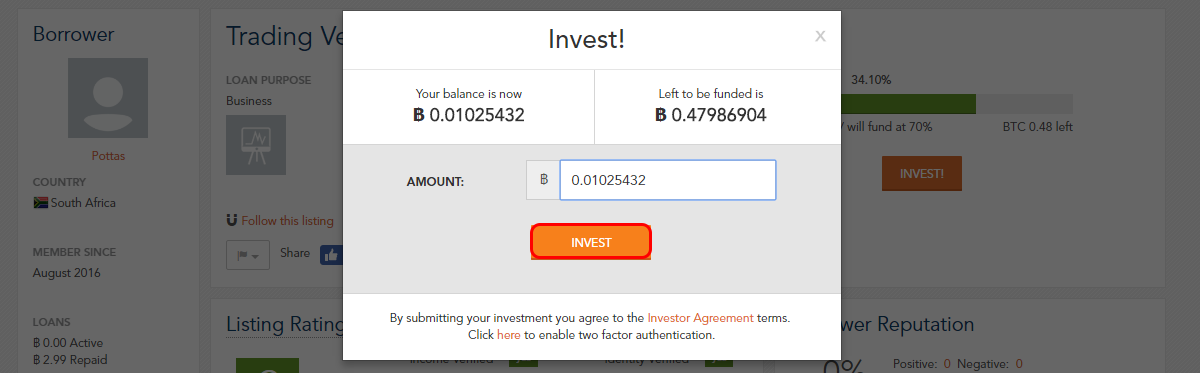 Borrower
Pottas
COUNTRY
South Africa
MEMBER SINCE
August 2016
LOANS
฿ 0.00 Active
฿ 2.99 Repaid
Trading Ve
LOAN PURPOSE
Business
Follow this listing
Share
Listing Rating
Income Verified
Identity Verified
Invest!
x
Your balance is now
฿ 0.01025432
Left to be funded is
฿ 0.47986904
AMOUNT:
฿
0.01025432
INVEST
By submitting your investment you agree to the Investor Agreement terms.
Click here to enable two factor authentication.
34.10%
/ will fund at 70%
BTC 0.48 left
INVEST!
wer Reputation
0%
Positive: 0 Negative: 0